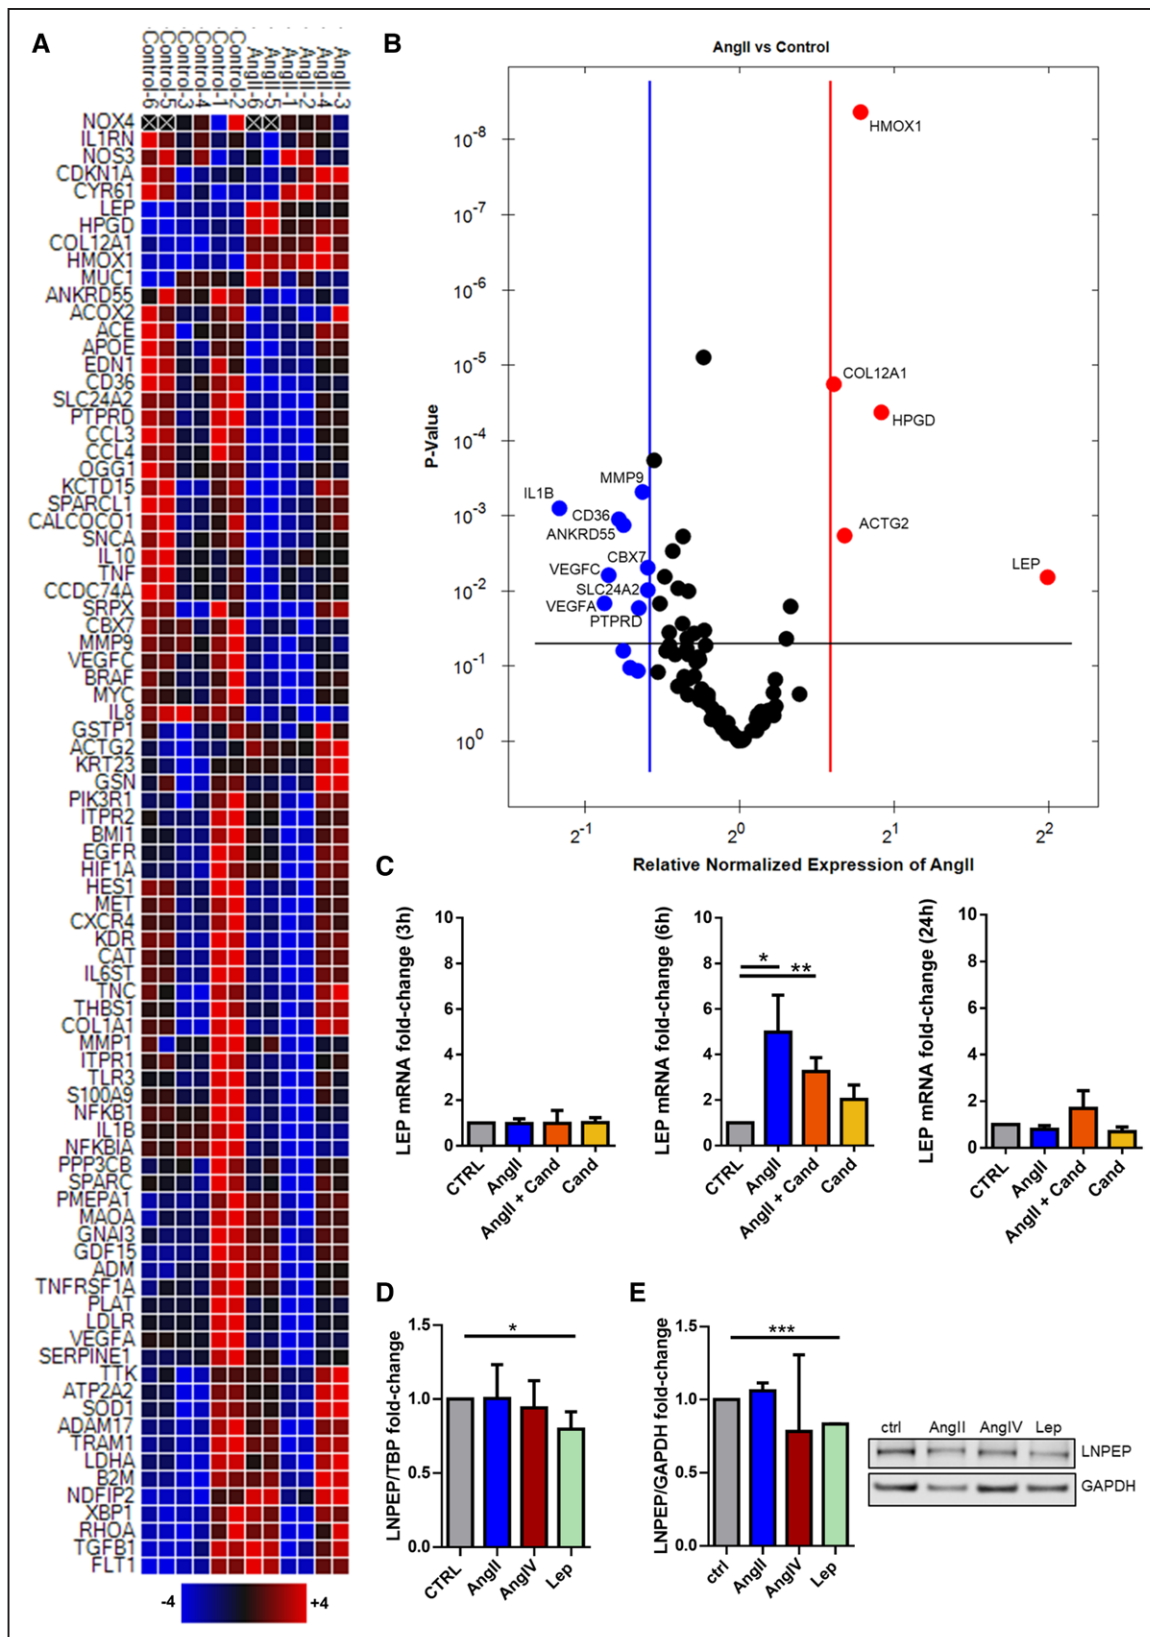 A
Control-6
Control-5
Control-3
Control-4
Control-1
Control-2
AngII-6
AngII-5
AngII-1
AngII-2
AngII-4
AngII-3
NOX4
IL1RN
NOS3
CDKN1A
CYR61
LEP
HPGD
COL12A1
HMOX1
MUC1
ANKRD55
ACOX2
ACE
APOE
EDN1
CD36
SLC24A2
PTPRD
CCL3
CCL4
OGG1
KCTD15
SPARCL1
CALCOCO1
SNCA
IL10
TNF
CCDC74A
SRPX
CBX7
MMP9
VEGFC
BRAF
MYC
IL8
GSTP1
ACTG2
KRT23
GSN
PIK3R1
ITPR2
BMI1
EGFR
HIF1A
HES1
MET
CXCR4
KDR
CAT
IL6ST
TNC
THBS1
COL1A1
MMP1
ITPR1
TLR3
S100A9
NFKB1
IL1B
NFKBIA
PPP3CB
SPARC
PMEPA1
MAOA
GNAI3
GDF15
ADM
TNFRSF1A
PLAT
LDLR
VEGFA
SERPINE1
TTK
ATP2A2
SOD1
ADAM17
TRAM1
LDHA
B2M
NDFIP2
XBP1
RHOA
TGFB1
FLT1
-4 +4
B
AngII vs Control
P-Value
10-8
10-7
10-6
10-5
10-4
10-3
10-2
10-1
100
HMOX1
COL12A1
HPGD
ACTG2
LEP
MMP9
IL1B
CD36
ANKRD55
CBX7
VEGFC
SLC24A2
VEGFA
PTPRD
2-1 20 21 22
Relative Normalized Expression of AngII
C
LEP mRNA fold-change (3h)
10
8
6
4
2
0
CTRL AngII AngII + Cand Cand
LEP mRNA fold-change (6h)
10
8
6
4
2
0
*
**
CTRL AngII AngII + Cand Cand
LEP mRNA fold-change (24h)
10
8
6
4
2
0
CTRL AngII AngII + Cand Cand
D
LNPEP/TBP fold-change
1.5
1.0
0.5
0.0
*
CTRL AngII AngIV Lep
E
LNPEP/GAPDH fold-change
1.5
1.0
0.5
0.0
***
ctrl AngII AngIV Lep
ctrl AngII AngIV Lep
LNPEP
GAPDH